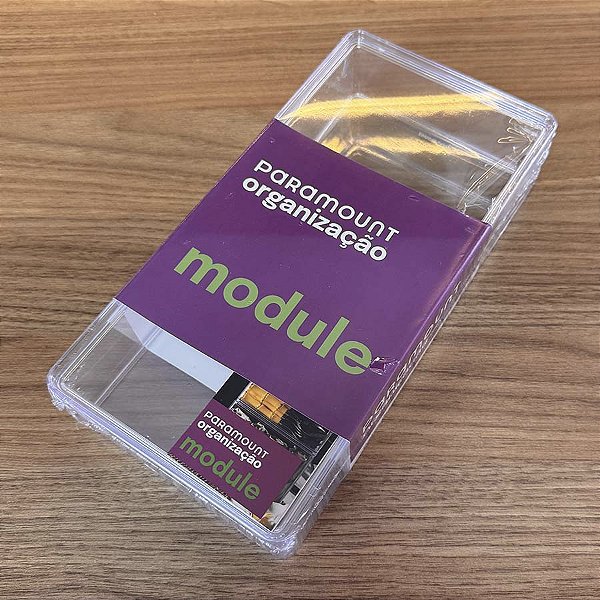 PARAMOUNT
organização
module
PARAMOUNT
organização
module